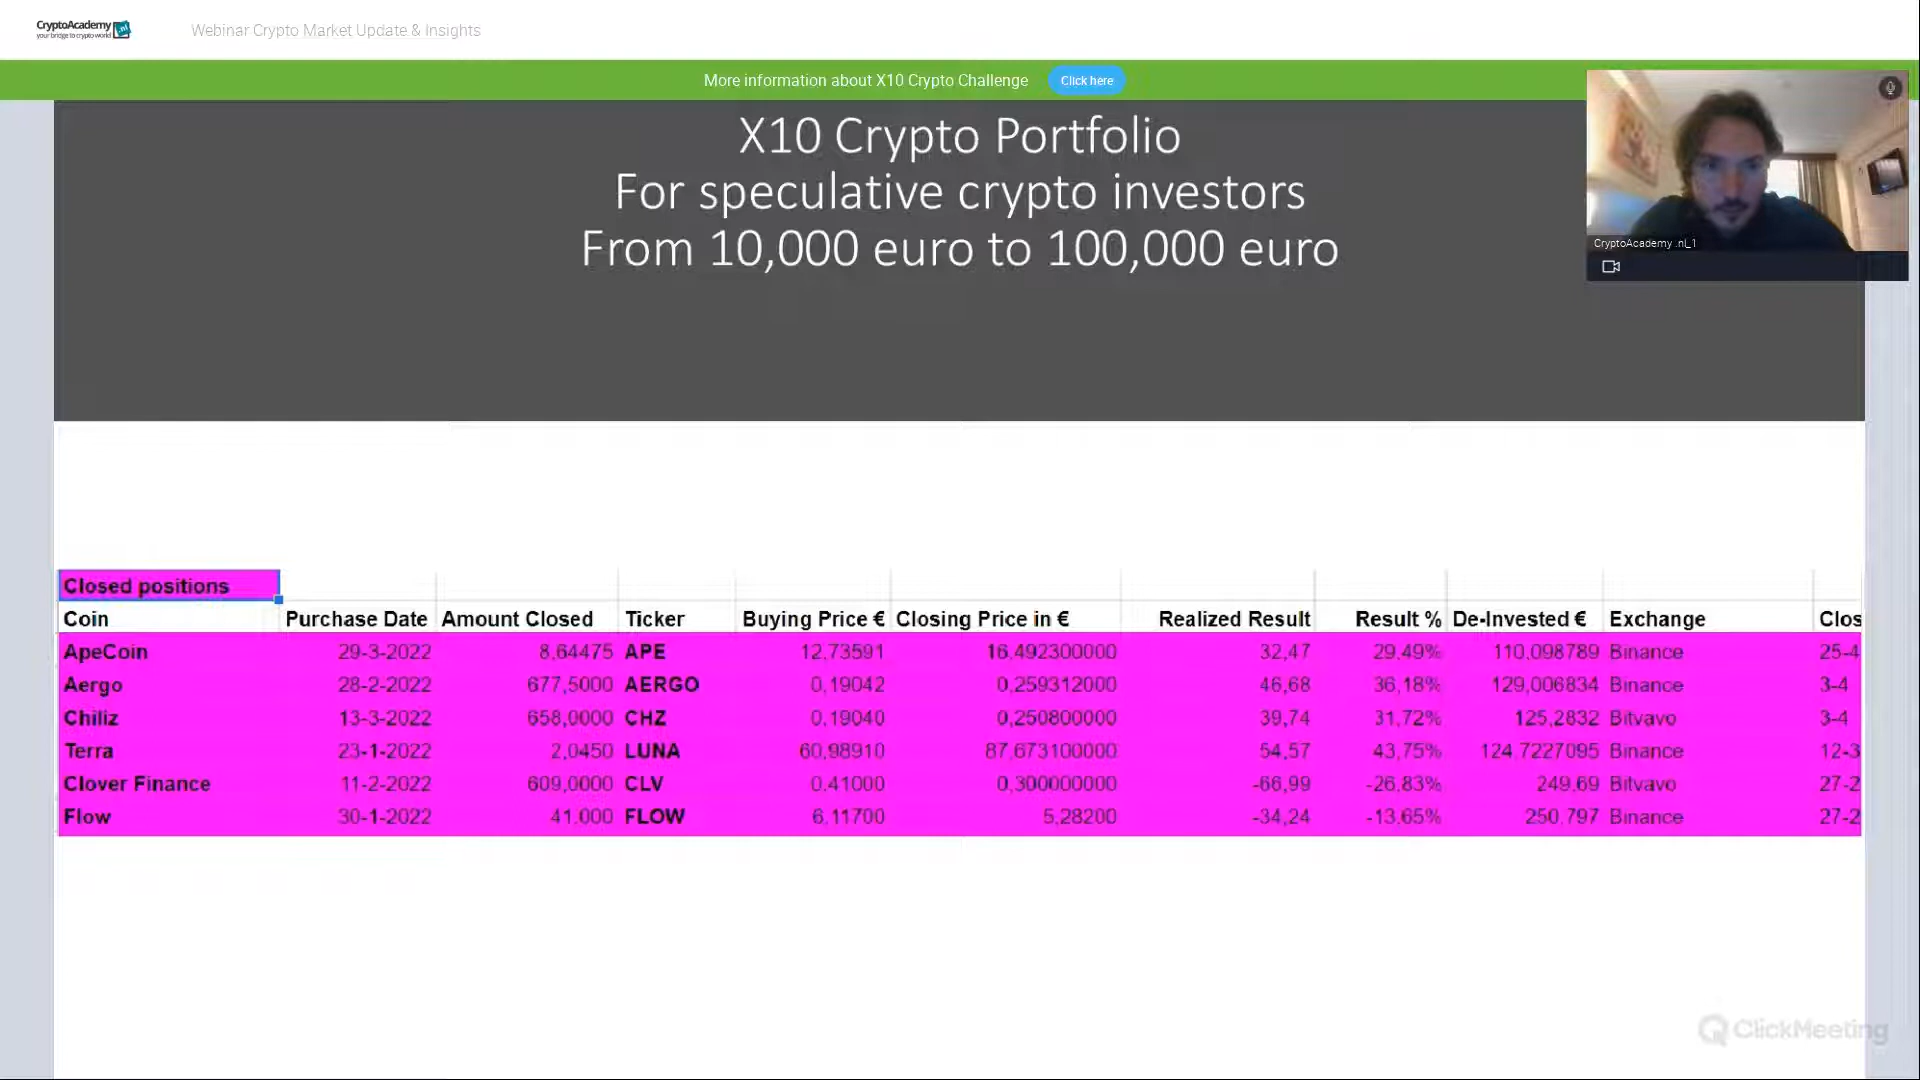 CryptoAcademy .nl
your bridge to crypto world
Webinar Crypto Market Update & Insights
More information about X10 Crypto Challenge Click here
X10 Crypto Portfolio
For speculative crypto investors
From 10,000 euro to 100,000 euro
CryptoAcademy .nl_1
Closed positions
Coin Purchase Date Amount Closed Ticker Buying Price € Closing Price in € Realized Result Result % De-Invested € Exchange Clos
ApeCoin 29-3-2022 8,64475 APE 12,73591 16,492300000 32,47 29,49% 110,098789 Binance 25-4
Aergo 28-2-2022 677,5000 AERGO 0,19042 0,259312000 46,68 36,18% 129,006834 Binance 3-4
Chiliz 13-3-2022 658,0000 CHZ 0,19040 0,250800000 39,74 31,72% 125,2832 Bitvavo 3-4
Terra 23-1-2022 2,0450 LUNA 60,98910 87,673100000 54,57 43,75% 124,7227095 Binance 12-3
Clover Finance 11-2-2022 609,0000 CLV 0,41000 0,300000000 -66,99 -26,83% 249,69 Bitvavo 27-2
Flow 30-1-2022 41,000 FLOW 6,11700 5,28200 -34,24 -13,65% 250,797 Binance 27-2
ClickMeeting